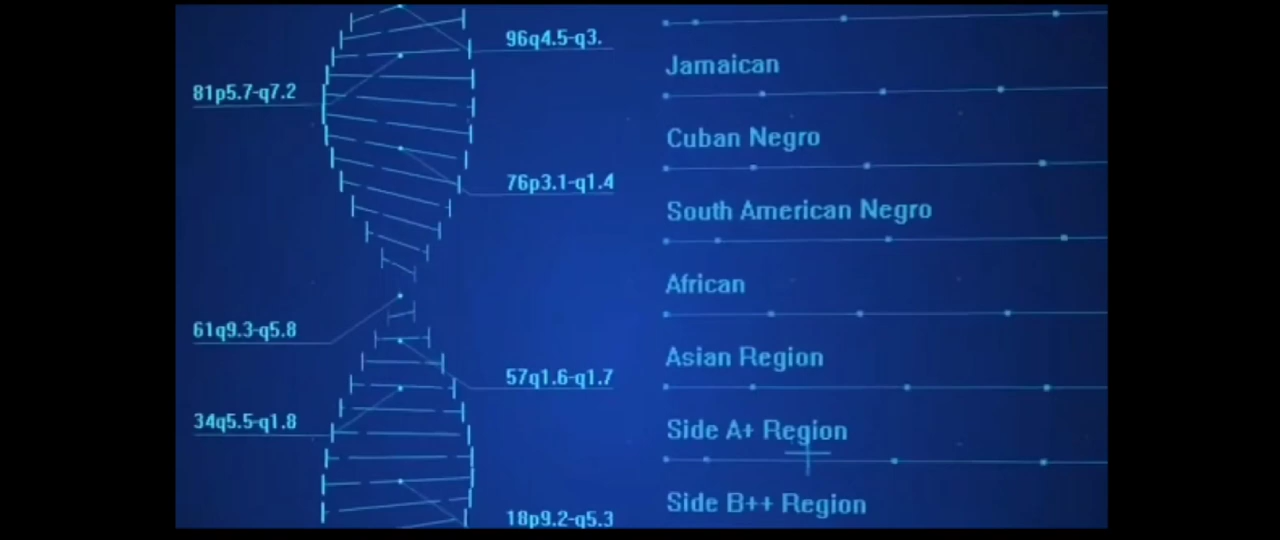 96q4.5-q3.
81p5.7-q7.2
76p3.1-q1.4
61q9.3-q5.8
57q1.6-q1.7
34q5.5-q1.8
18p9.2-q5.3
Jamaican
Cuban Negro
South American Negro
African
Asian Region
Side A+ Region
Side B++ Region